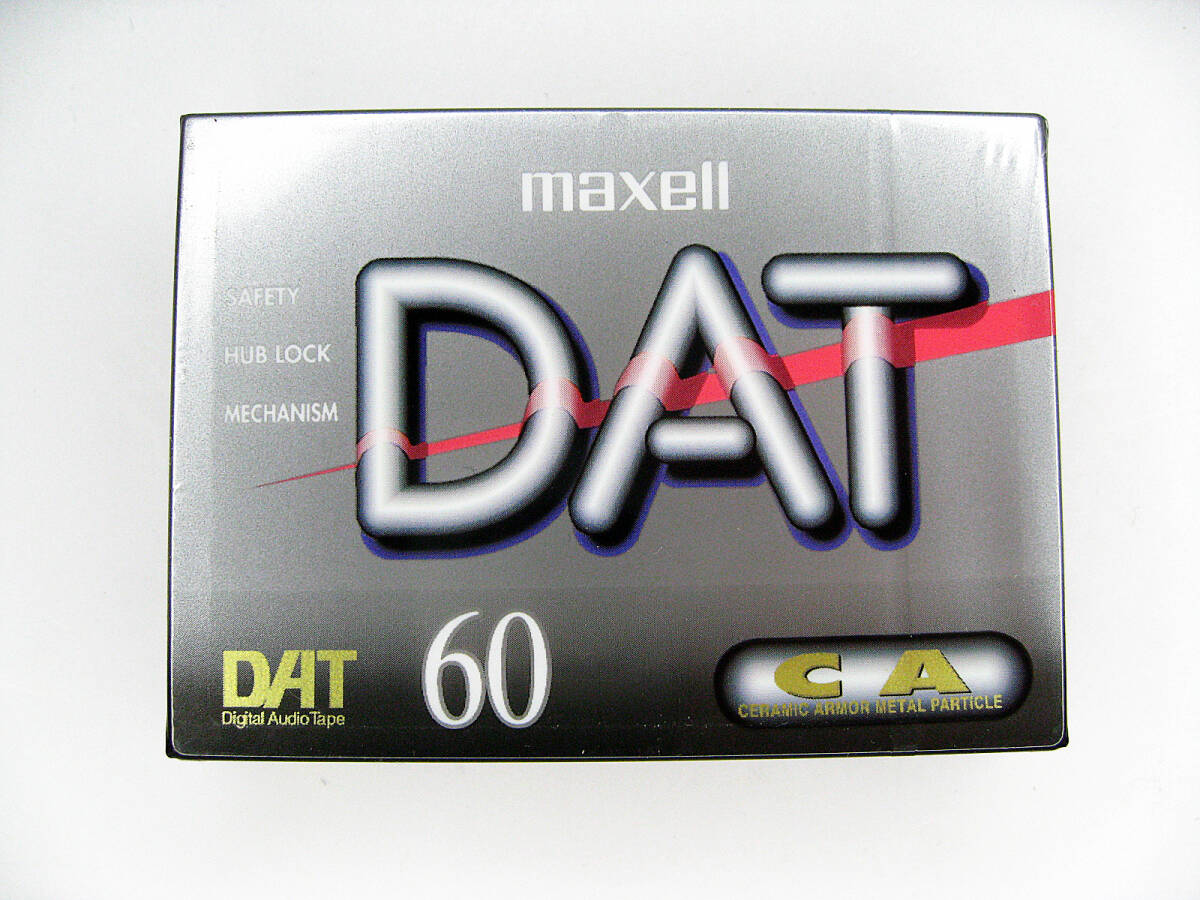 maxell
DAT
SAFETY
HUB LOCK
MECHANISM
DAT
Digital Audio Tape
60
CA
CERAMIC ARMOR METAL PARTICLE